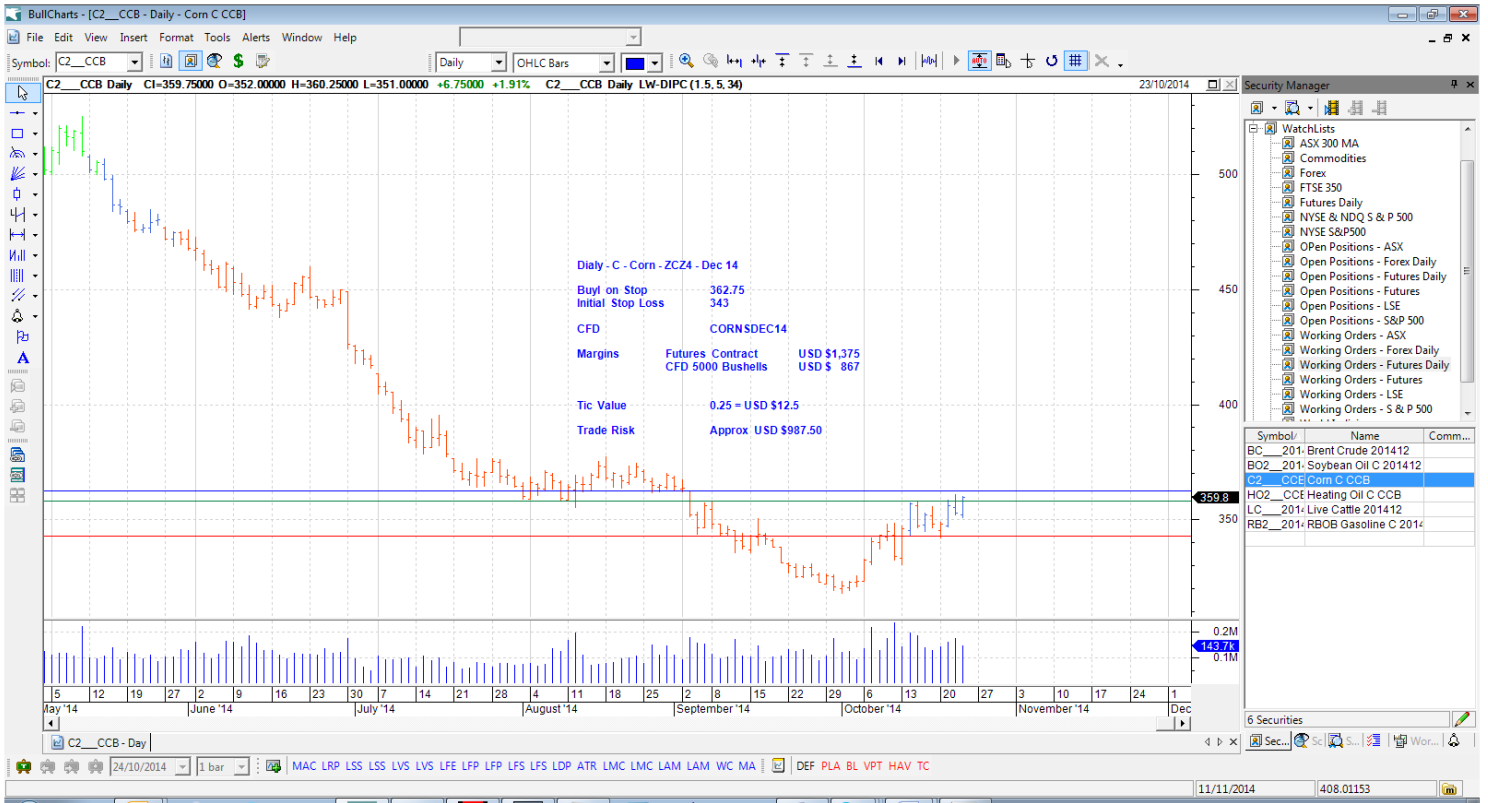 BullCharts - [C2___CCB - Daily - Corn C CCB]
File Edit View Insert Format Tools Alerts Window Help
Symbol: C2___CCB $ Daily OHLC Bars AUTO
C2___CCB Daily Cl=359.75000 O=352.00000 H=360.25000 L=351.00000 +6.75000 +1.91% C2___CCB Daily LW-DIPC (1.5, 5, 34) 23/10/2014
500
450
400
359.8
350
Dialy - C - Corn - ZCZ4 - Dec 14
Buyl on Stop 362.75
Initial Stop Loss 343
CFD CORNSDEC14
Margins Futures Contract USD $1,375
CFD 5000 Bushells USD $ 867
Tic Value 0.25 = USD $12.5
Trade Risk Approx USD $987.50
0.2M
143.7k
0.1M
5 12 19 27 2 9 16 23 30 7 14 21 28 4 11 18 25 2 8 15 22 29 6 13 20 27 3 10 17 24 1
May '14 June '14 July '14 August '14 September '14 October '14 November '14 Dec
C2___CCB - Day
Security Manager
WatchLists
ASX 300 MA
Commodities
Forex
FTSE 350
Futures Daily
NYSE & NDQ S & P 500
NYSE S&P500
OPen Positions - ASX
Open Positions - Forex Daily
Open Positions - Futures Daily
Open Positions - Futures
Open Positions - LSE
Open Positions - S&P 500
Working Orders - ASX
Working Orders - Forex Daily
Working Orders - Futures Daily
Working Orders - Futures
Working Orders - LSE
Working Orders - S & P 500
Symbol Name Comm...
BC___201 Brent Crude 201412
BO2__201 Soybean Oil C 201412
C2___CCE Corn C CCB
HO2__CCE Heating Oil C CCB
LC___201 Live Cattle 201412
RB2__201 RBOB Gasoline C 2014
6 Securities
Sec... Sc S... Wor...
24/10/2014 1 bar MAC LRP LSS LSS LVS LVS LFE LFP LFP LFS LFS LDP ATR LMC LMC LAM LAM WC MA DEF PLA BL VPT HAV TC
11/11/2014 408.01153